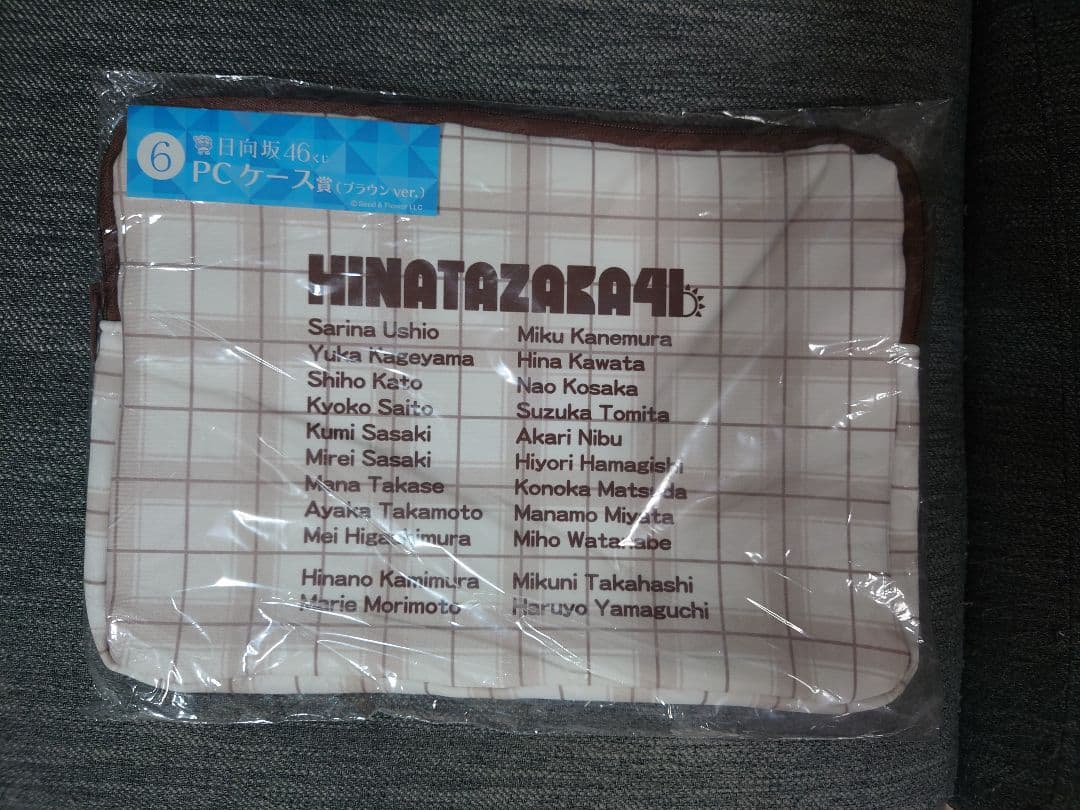 6
日向坂46くじ
PCケース賞(ブラウンver.)
©Seed & Flower LLC
HINATAZAKA46
Sarina Ushio
Yuka Kageyama
Shiho Kato
Kyoko Saito
Kumi Sasaki
Mirei Sasaki
Mana Takase
Ayaka Takamoto
Mei Higashimura
Miku Kanemura
Hina Kawata
Nao Kosaka
Suzuka Tomita
Akari Nibu
Hiyori Hamagishi
Konoka Matsuda
Manamo Miyata
Miho Watanabe
Hinano Kamimura
Marie Morimoto
Mikuni Takahashi
Haruyo Yamaguchi